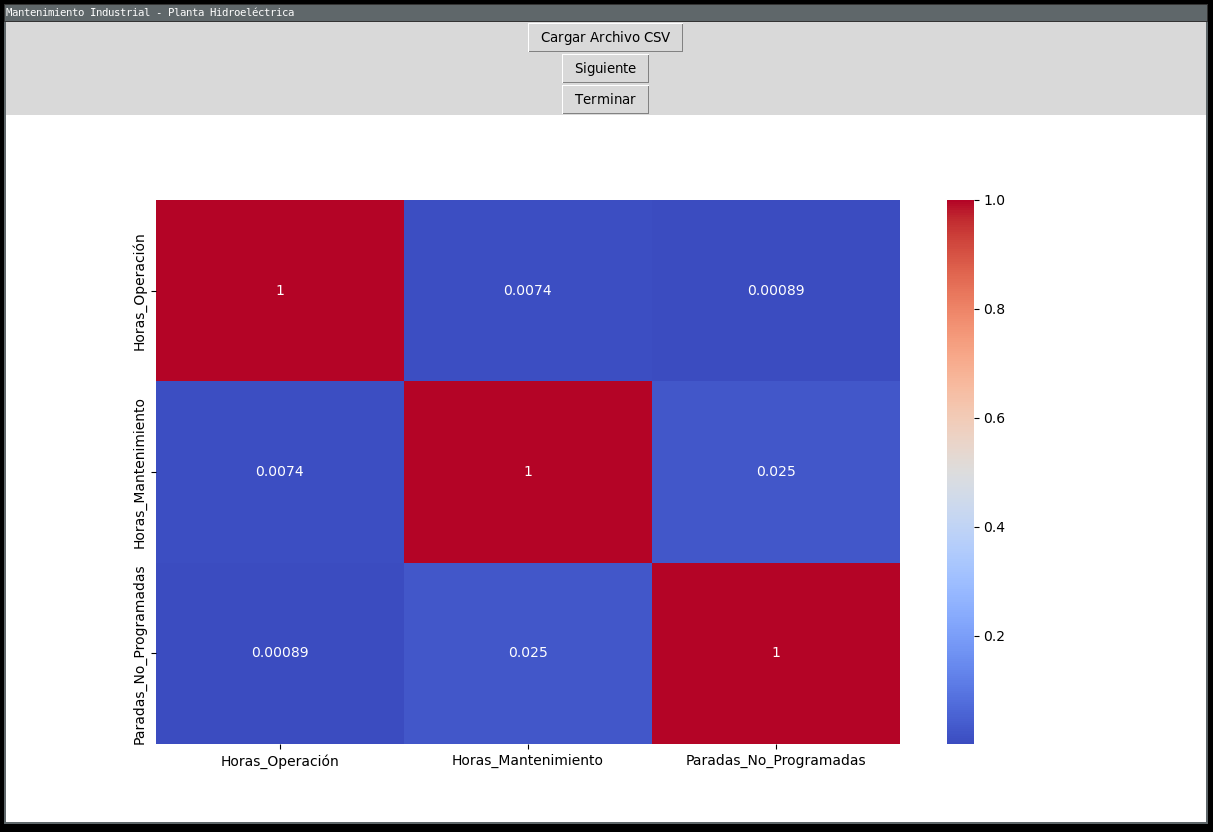 Mantenimiento Industrial - Planta Hidroeléctrica
Cargar Archivo CSV
Siguiente
Terminar
Horas_Operación
1
0.0074
0.00089
Horas_Mantenimiento
0.0074
1
0.025
Paradas_No_Programadas
0.00089
0.025
1
Horas_Operación
Horas_Mantenimiento
Paradas_No_Programadas
1.0
0.8
0.6
0.4
0.2